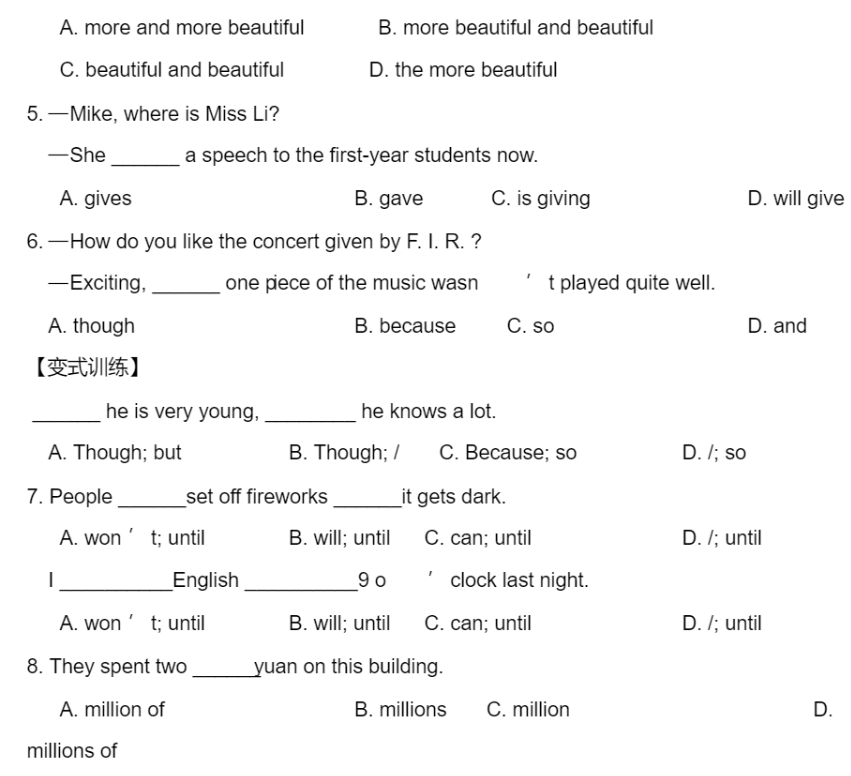 A. more and more beautiful B. more beautiful and beautiful
C. beautiful and beautiful D. the more beautiful
5. —Mike, where is Miss Li?
—She ______ a speech to the first-year students now.
A. gives B. gave C. is giving D. will give
6. —How do you like the concert given by F. I. R. ?
—Exciting, ______ one piece of the music wasn ′ t played quite well.
A. though B. because C. so D. and
【变式训练】
______ he is very young, ________ he knows a lot.
A. Though; but B. Though; / C. Because; so D. /; so
7. People ______set off fireworks ______it gets dark.
A. won ′ t; until B. will; until C. can; until D. /; until
I __________English __________9 o ′ clock last night.
A. won ′ t; until B. will; until C. can; until D. /; until
8. They spent two ______yuan on this building.
A. million of B. millions C. million D.
millions of